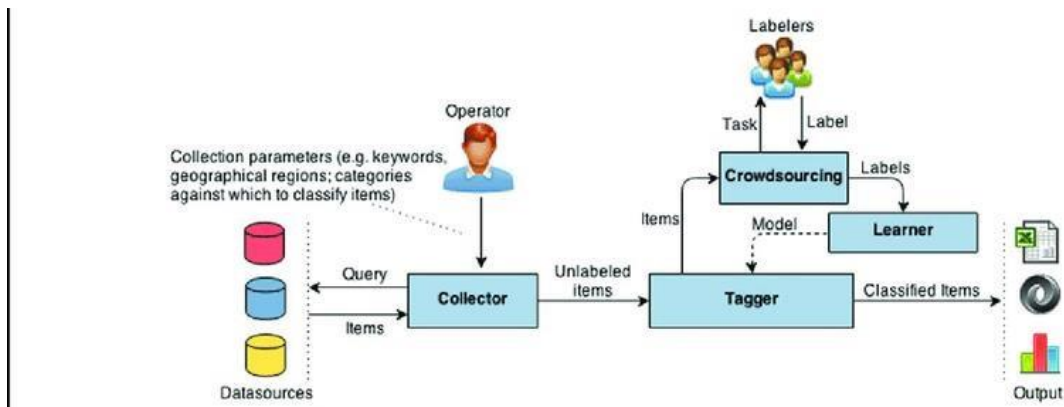 Labelers
Operator
Task
Label
Collection parameters (e.g. keywords,
geographical regions; categories
against which to classify items)
Crowdsourcing
Labels
Items
Model
Learner
Query
Collector
Unlabeled
items
Tagger
Classified Items
Items
Datasources
Output